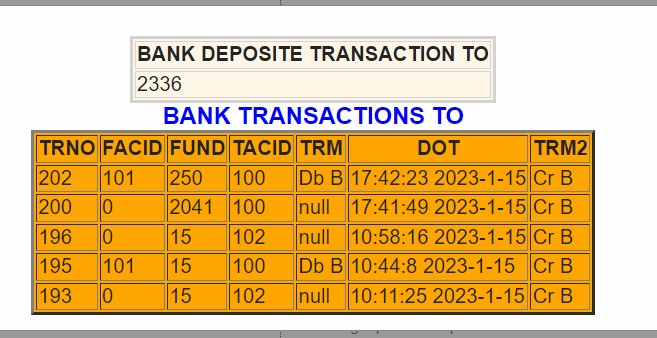 BANK DEPOSITE TRANSACTION TO
2336
BANK TRANSACTIONS TO
TRNO FACID FUND TACID TRM DOT TRM2
202 101 250 100 Db B 17:42:23 2023-1-15 Cr B
200 0 2041 100 null 17:41:49 2023-1-15 Cr B
196 0 15 102 null 10:58:16 2023-1-15 Cr B
195 101 15 100 Db B 10:44:8 2023-1-15 Cr B
193 0 15 102 null 10:11:25 2023-1-15 Cr B